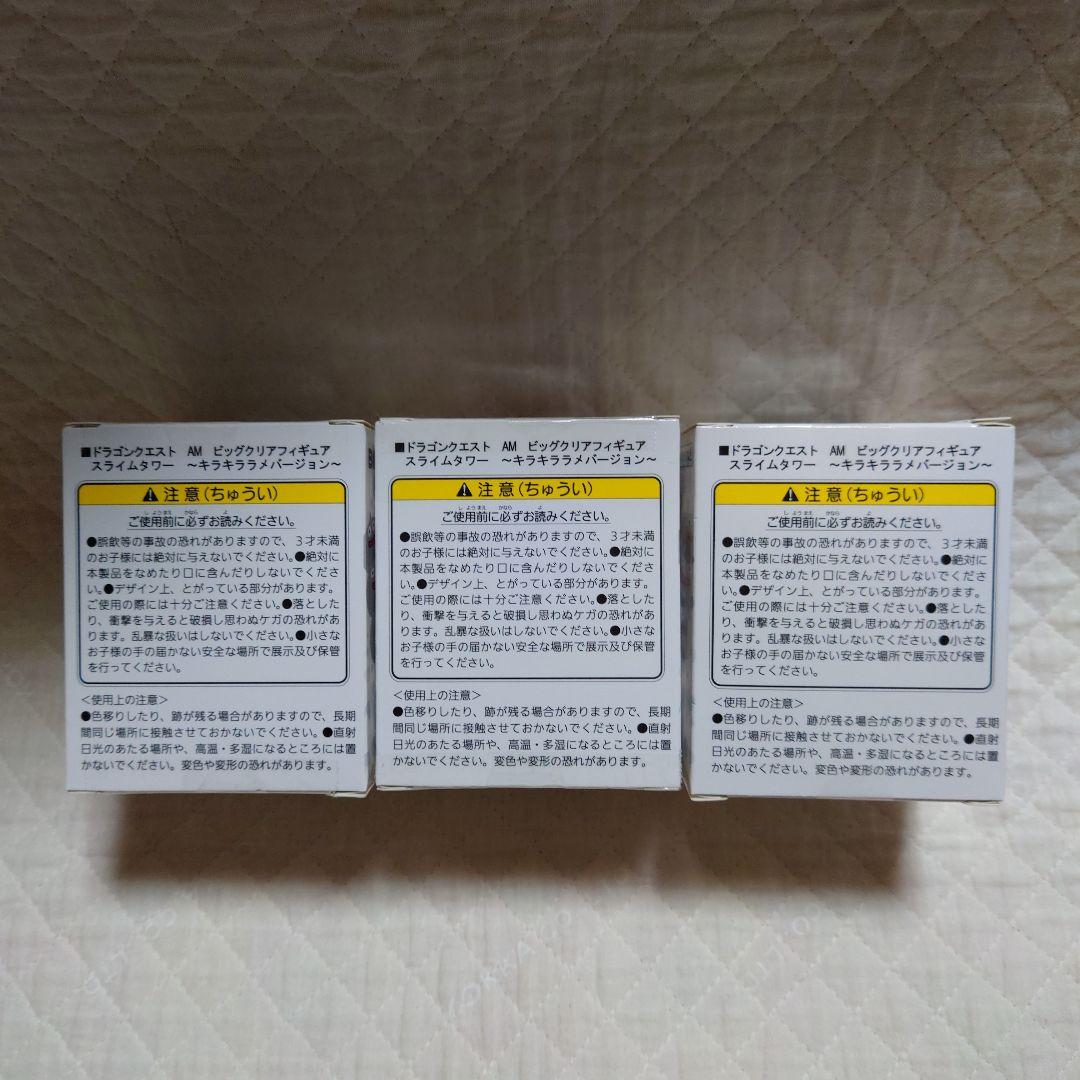 ■ドラゴンクエスト　AM　ビッグクリアフィギュア
スライムタワー　～キラキララメバージョン～
⚠注意(ちゅうい)
ご使用前に必ずお読みください。
●誤飲等の事故の恐れがありますので、３才未満
のお子様には絶対に与えないでください。●絶対に
本製品をなめたり口に含んだりしないでくださ
い。●デザイン上、とがっている部分があります。
ご使用の際には十分ご注意ください。●落とした
り、衝撃を与えると破損し思わぬケガの恐れがあ
ります。乱暴な扱いはしないでください。●小さな
お子様の手の届かない安全な場所で展示及び保管
を行ってください。
＜使用上の注意＞
●色移りしたり、跡が残る場合がありますので、長期
間同じ場所に接触させておかないでください。●直射
日光のあたる場所や、高温・多湿になるところには置
かないでください。変色や変形の恐れがあります。
■ドラゴンクエスト　AM　ビッグクリアフィギュア
スライムタワー　～キラキララメバージョン～
⚠注意(ちゅうい)
ご使用前に必ずお読みください。
●誤飲等の事故の恐れがありますので、３才未満
のお子様には絶対に与えないでください。●絶対に
本製品をなめたり口に含んだりしないでくださ
い。●デザイン上、とがっている部分があります。
ご使用の際には十分ご注意ください。●落とした
り、衝撃を与えると破損し思わぬケガの恐れがあ
ります。乱暴な扱いはしないでください。●小さな
お子様の手の届かない安全な場所で展示及び保管
を行ってください。
＜使用上の注意＞
●色移りしたり、跡が残る場合がありますので、長期
間同じ場所に接触させておかないでください。●直射
日光のあたる場所や、高温・多湿になるところには置
かないでください。変色や変形の恐れがあります。
■ドラゴンクエスト　AM　ビッグクリアフィギュア
スライムタワー　～キラキララメバージョン～
⚠注意(ちゅうい)
ご使用前に必ずお読みください。
●誤飲等の事故の恐れがありますので、３才未満
のお子様には絶対に与えないでください。●絶対に
本製品をなめたり口に含んだりしないでくださ
い。●デザイン上、とがっている部分があります。
ご使用の際には十分ご注意ください。●落とした
り、衝撃を与えると破損し思わぬケガの恐れがあ
ります。乱暴な扱いはしないでください。●小さな
お子様の手の届かない安全な場所で展示及び保管
を行ってください。
＜使用上の注意＞
●色移りしたり、跡が残る場合がありますので、長期
間同じ場所に接触させておかないでください。●直射
日光のあたる場所や、高温・多湿になるところには置
かないでください。変色や変形の恐れがあります。